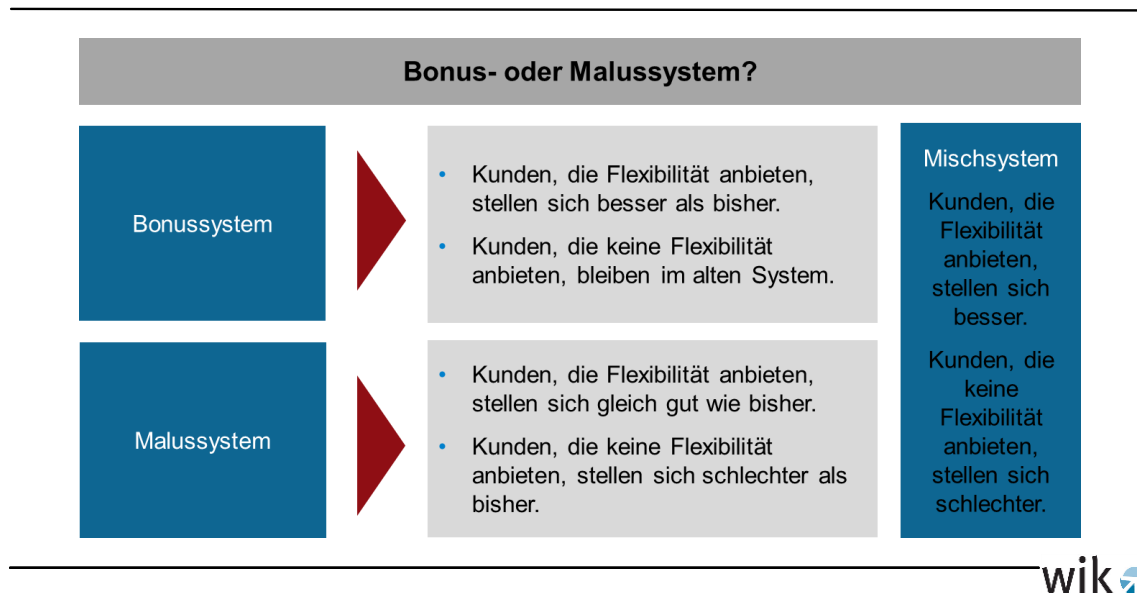 Bonus- oder Malussystem?
Bonussystem
• Kunden, die Flexibilität anbieten,
stellen sich besser als bisher.
• Kunden, die keine Flexibilität
anbieten, bleiben im alten System.
Malussystem
• Kunden, die Flexibilität anbieten,
stellen sich gleich gut wie bisher.
• Kunden, die keine Flexibilität
anbieten, stellen sich schlechter als
bisher.
Mischsystem
Kunden, die
Flexibilität
anbieten,
stellen sich
besser.
Kunden, die
keine
Flexibilität
anbieten,
stellen sich
schlechter.
wik